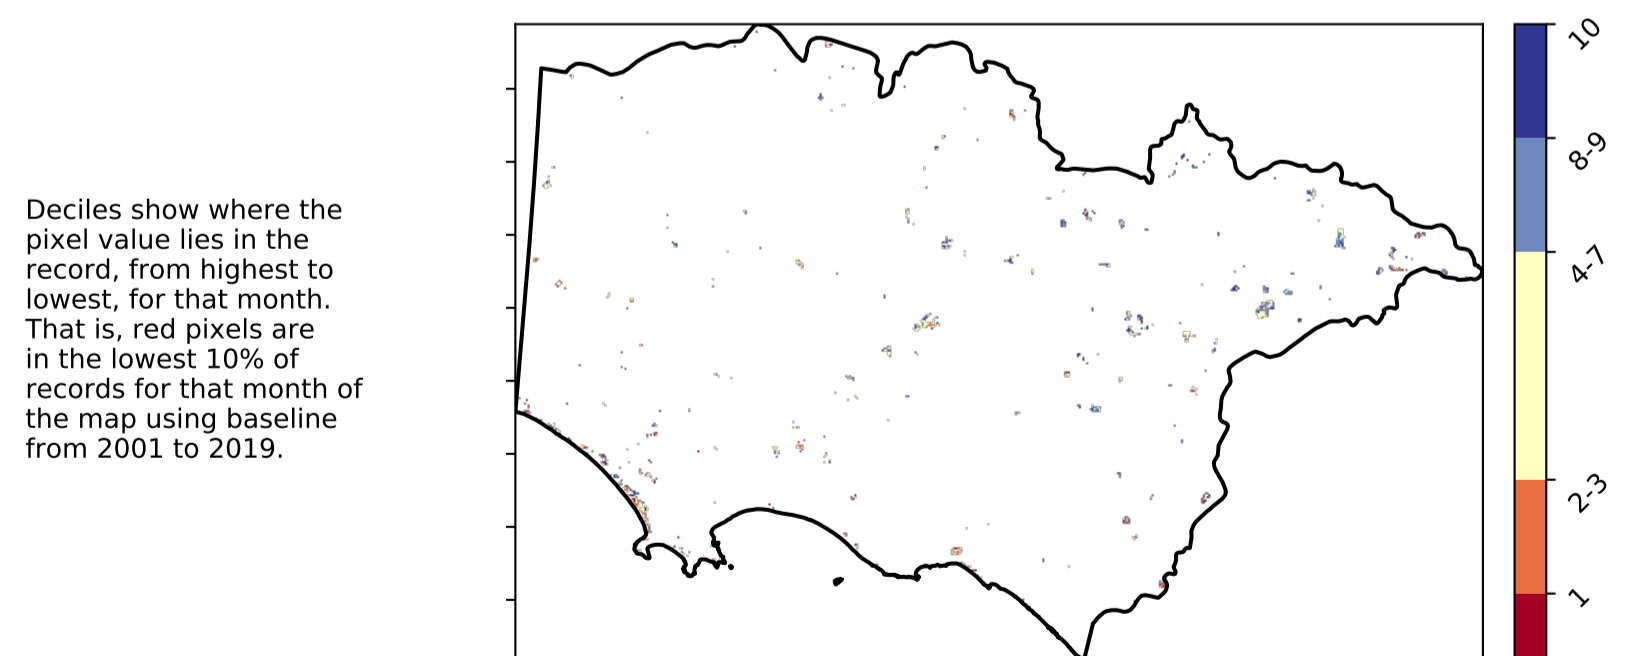 Deciles show where the
pixel value lies in the
record, from highest to
lowest, for that month.
That is, red pixels are
in the lowest 10% of
records for that month of
the map using baseline
from 2001 to 2019.
10
8-9
4-7
2-3
1